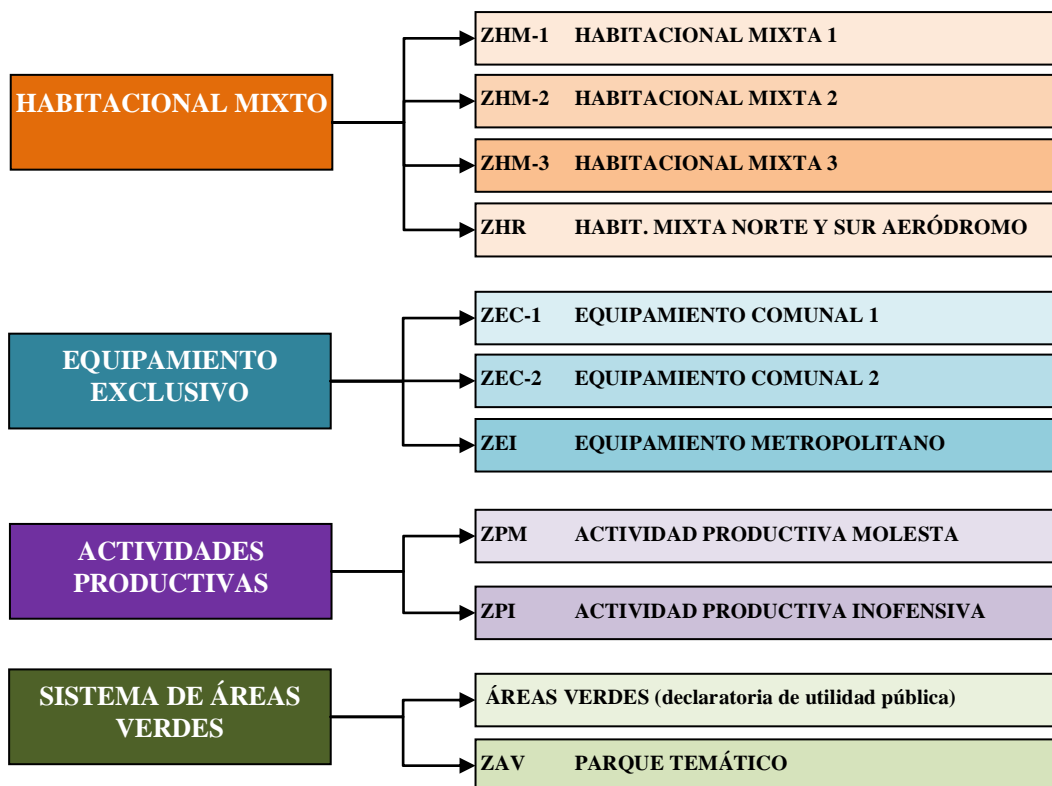 HABITACIONAL MIXTO
ZHM-1 HABITACIONAL MIXTA 1
ZHM-2 HABITACIONAL MIXTA 2
ZHM-3 HABITACIONAL MIXTA 3
ZHR HABIT. MIXTA NORTE Y SUR AERÓDROMO
EQUIPAMIENTO
EXCLUSIVO
ZEC-1 EQUIPAMIENTO COMUNAL 1
ZEC-2 EQUIPAMIENTO COMUNAL 2
ZEI EQUIPAMIENTO METROPOLITANO
ACTIVIDADES
PRODUCTIVAS
ZPM ACTIVIDAD PRODUCTIVA MOLESTA
ZPI ACTIVIDAD PRODUCTIVA INOFENSIVA
SISTEMA DE ÁREAS
VERDES
ÁREAS VERDES (declaratoria de utilidad pública)
ZAV PARQUE TEMÁTICO